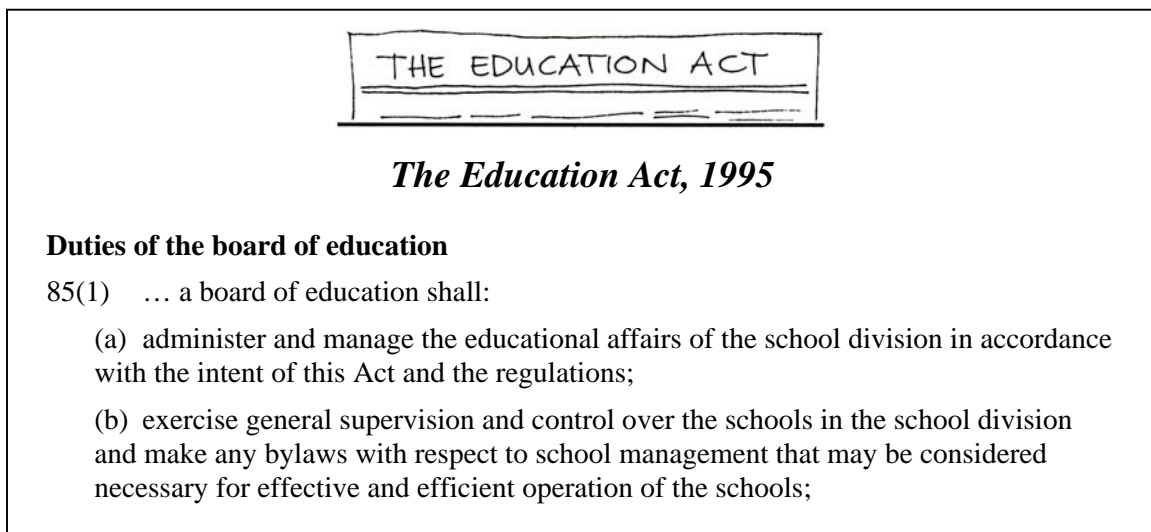 THE EDUCATION ACT
The Education Act, 1995
Duties of the board of education
85(1) … a board of education shall:
(a) administer and manage the educational affairs of the school division in accordance
with the intent of this Act and the regulations;
(b) exercise general supervision and control over the schools in the school division
and make any bylaws with respect to school management that may be considered
necessary for effective and efficient operation of the schools;